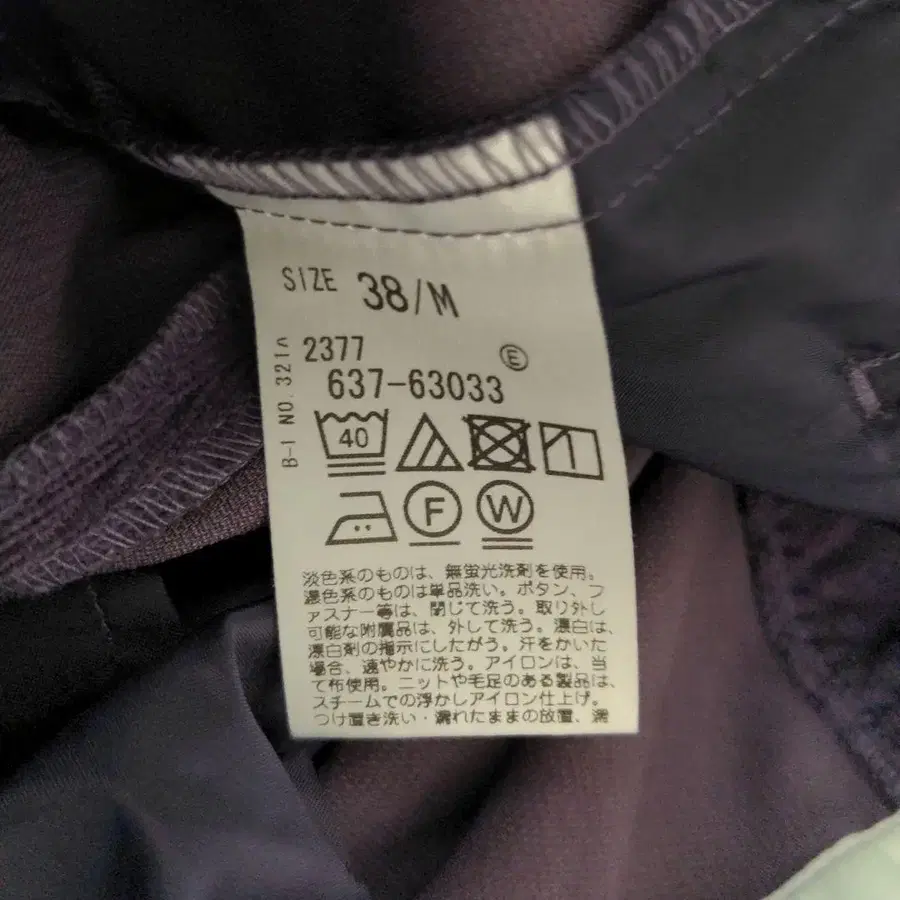 SIZE 38/M
2377 Ⓔ
637-63033
B-1 NO.321
40
F W
淡色系のものは、無蛍光洗剤を使用。
濃色系のものは単品洗い。ボタン、フ
ァスナー等は、閉じて洗う。取り外し
可能な附属品は、外して洗う。漂白は、
漂白剤の指示にしたがう。汗をかいた
場合、速やかに洗う。アイロンは、当
て布使用。ニットや毛足のある製品は、
スチームでの浮かしアイロン仕上げ。
つけ置き洗い・濡れたままの放置、濡